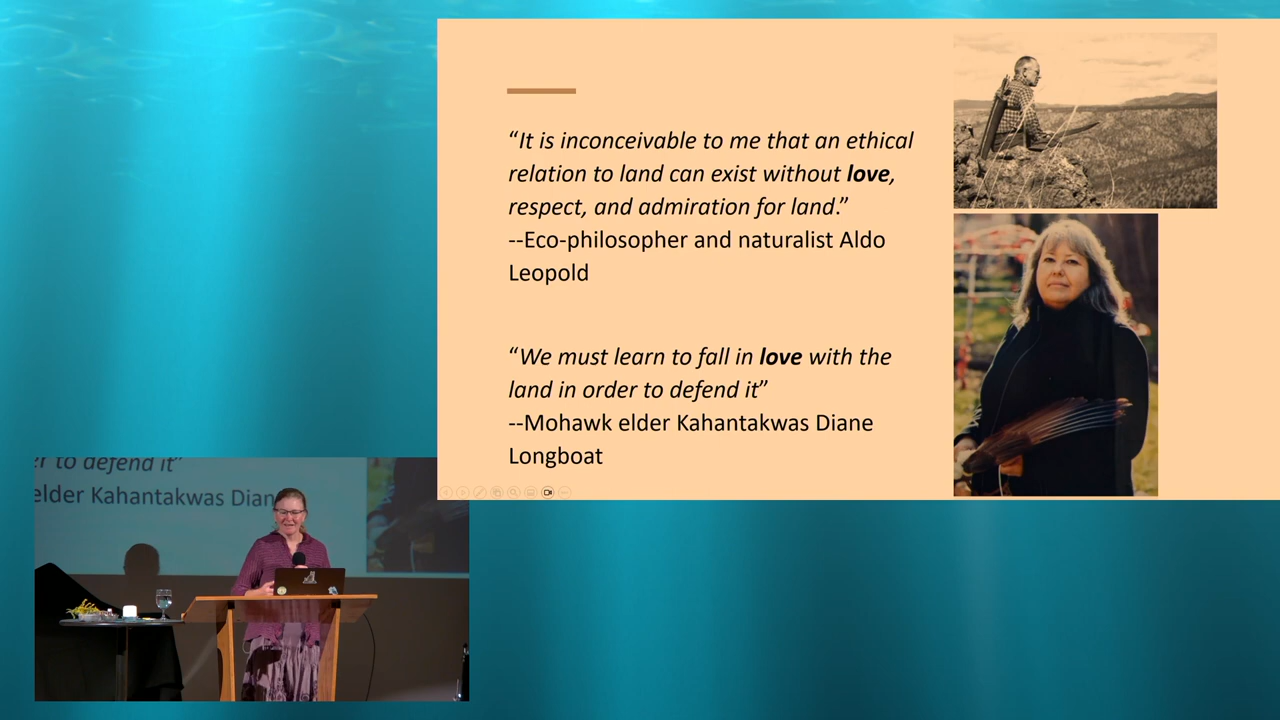 “It is inconceivable to me that an ethical
relation to land can exist without love,
respect, and admiration for land.”
--Eco-philosopher and naturalist Aldo
Leopold
“We must learn to fall in love with the
land in order to defend it”
--Mohawk elder Kahantakwas Diane
Longboat
er to defend it”
elder Kahantakwas Dian